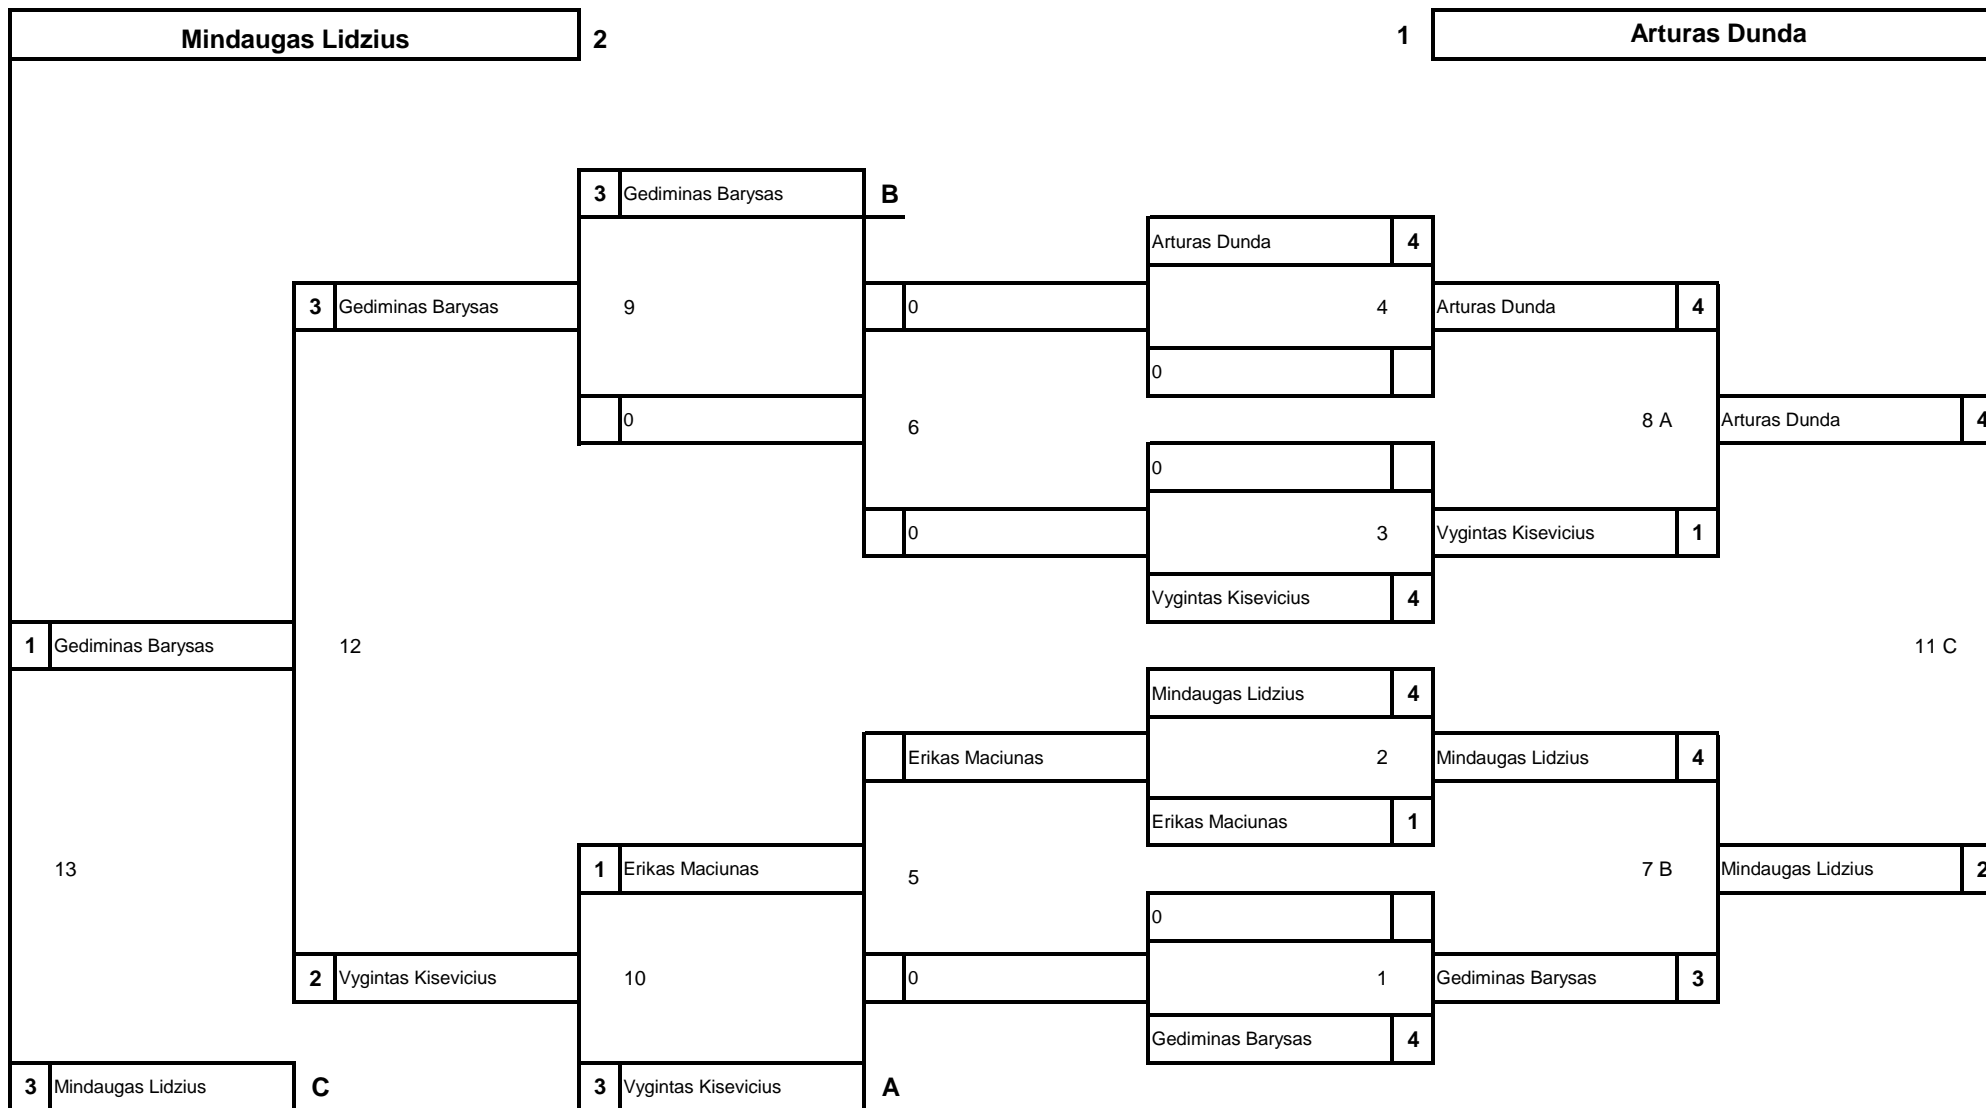 Mindaugas Lidzius 2 1 Arturas Dunda
3 Gediminas Barysas B
Arturas Dunda 4
3 Gediminas Barysas 9 0 4 Arturas Dunda 4
0
0 6 8 A Arturas Dunda 4
0
0 3 Vygintas Kisevicius 1
Vygintas Kisevicius 4
1 Gediminas Barysas 12 11 C
Mindaugas Lidzius 4
Erikas Maciunas 2 Mindaugas Lidzius 4
Erikas Maciunas 1
13 1 Erikas Maciunas 5 7 B Mindaugas Lidzius 2
0
2 Vygintas Kisevicius 10 0 1 Gediminas Barysas 3
Gediminas Barysas 4
3 Mindaugas Lidzius C 3 Vygintas Kisevicius A